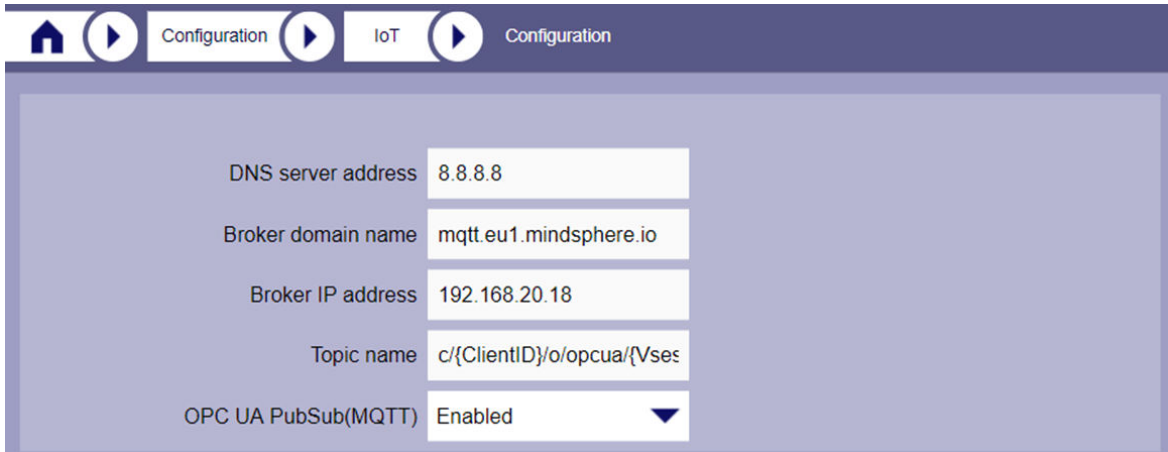 Configuration IoT Configuration
DNS server address 8.8.8.8
Broker domain name mqtt.eu1.mindsphere.io
Broker IP address 192.168.20.18
Topic name c/{ClientID}/o/opcua/{Vses
OPC UA PubSub(MQTT) Enabled